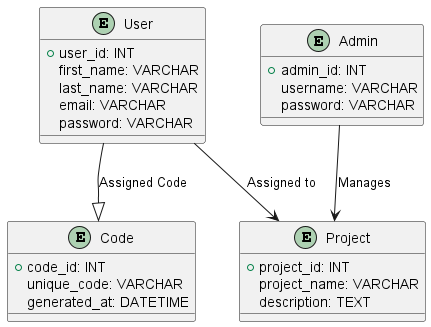 E User
user_id: INT
first_name: VARCHAR
last_name: VARCHAR
email: VARCHAR
password: VARCHAR
E Admin
admin_id: INT
username: VARCHAR
password: VARCHAR
Assigned Code
Assigned to
Manages
E Code
code_id: INT
unique_code: VARCHAR
generated_at: DATETIME
E Project
project_id: INT
project_name: VARCHAR
description: TEXT